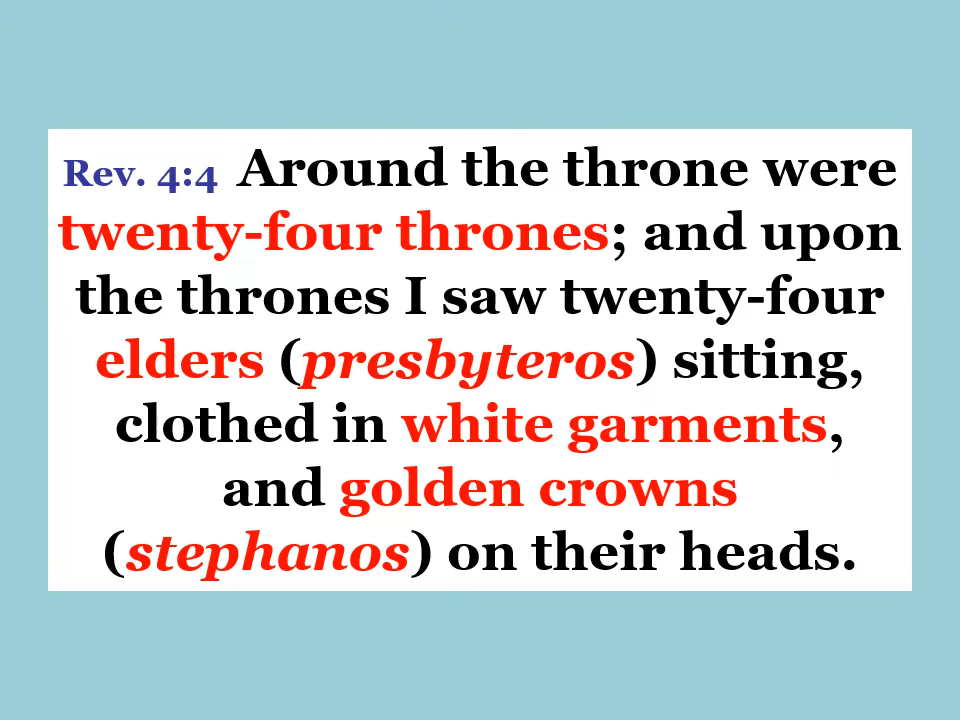 Rev. 4:4 Around the throne were
twenty-four thrones; and upon
the thrones I saw twenty-four
elders (presbyteros) sitting,
clothed in white garments,
and golden crowns
(stephanos) on their heads.